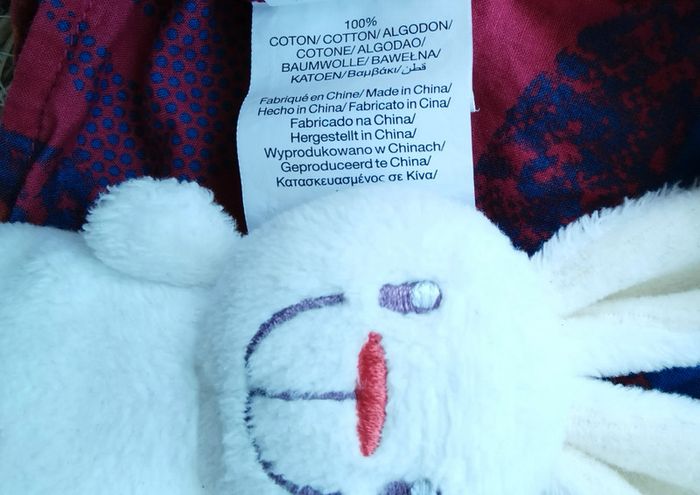 100%
COTON/ COTTON/ ALGODON/
COTONE/ ALGODAO/
BAUMWOLLE/ BAWEŁNA/
KATOEN/ Βαμβάκι/ قطن/
Fabriqué en Chine/ Made in China/
Hecho in China/ Fabricato in Cina/
Fabricado na China/
Hergestellt in China/
Wyprodukowano w Chinach/
Geproduceerd te China/
Κατασκευασμένος σε Κίνα/